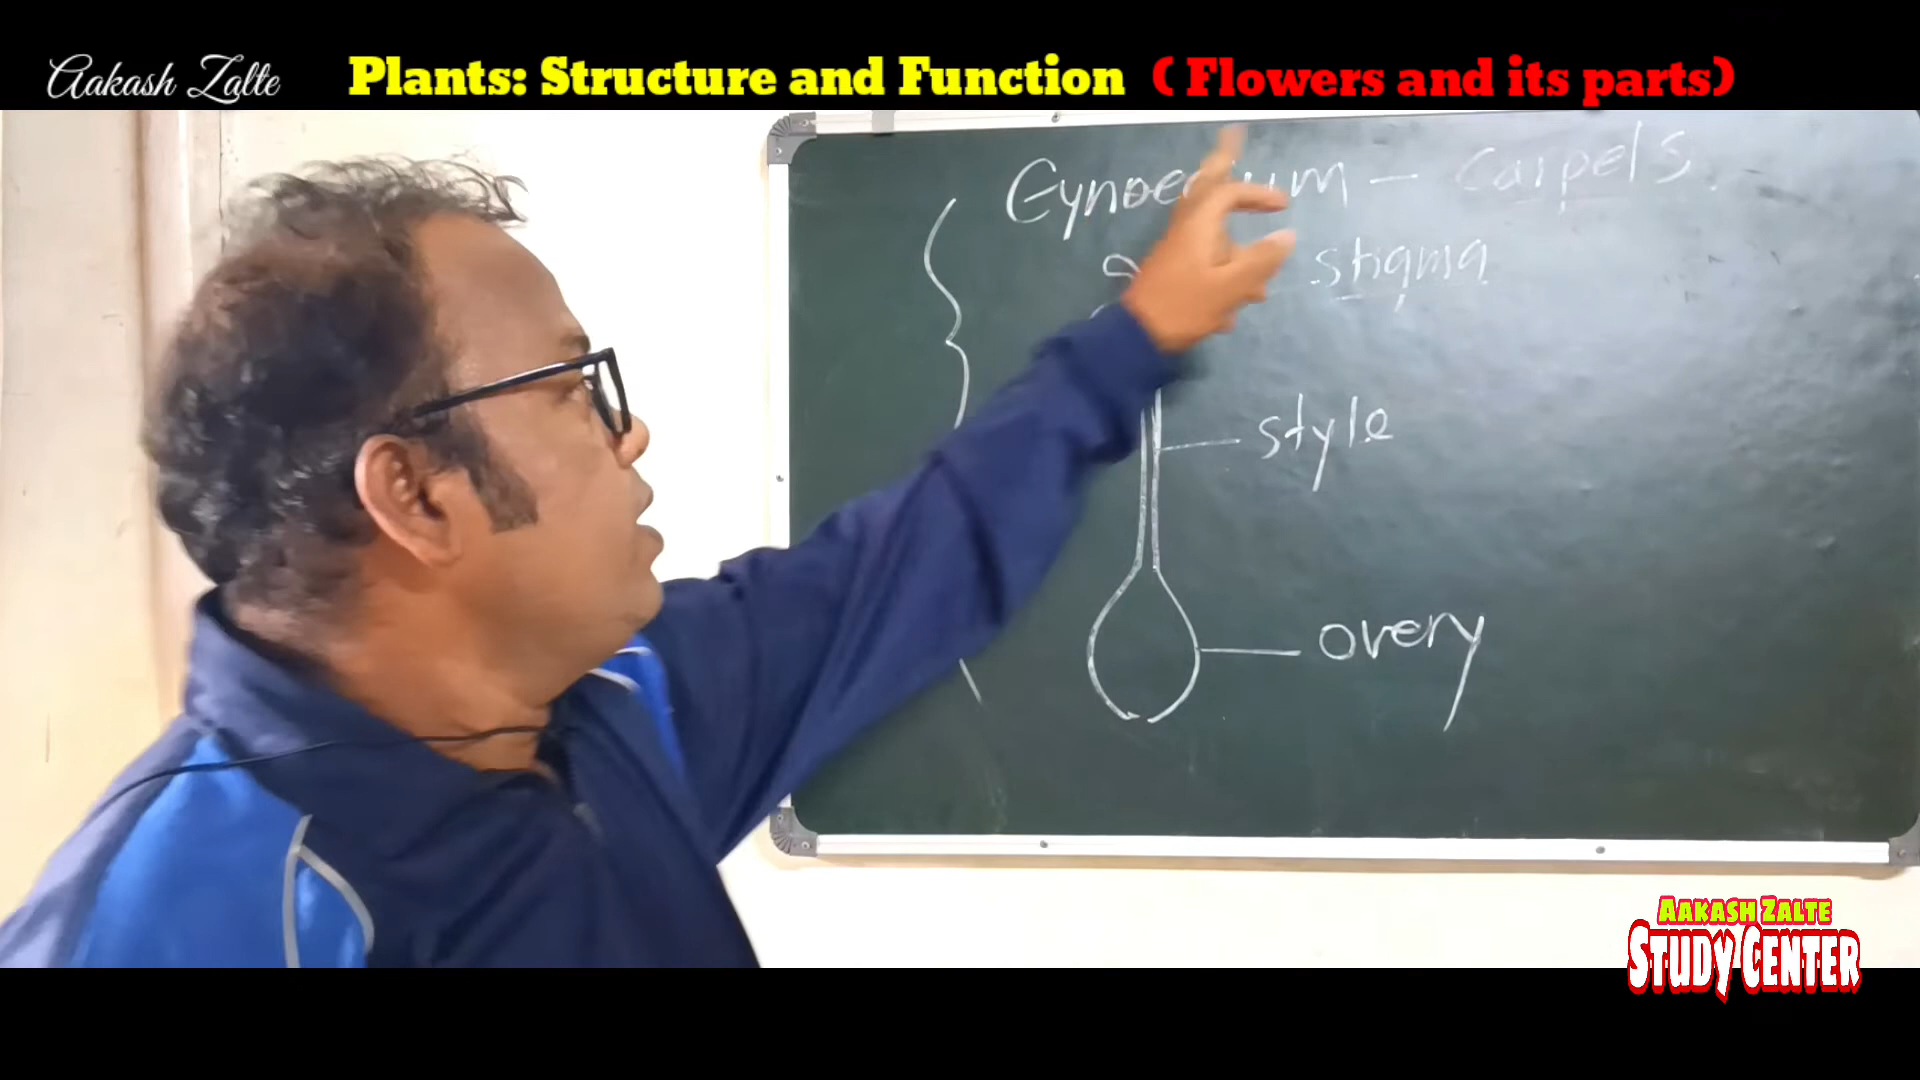 Aakash Zalte
Plants: Structure and Function ( Flowers and its parts)
- Carpels.
stigma
style
overy
AAKASH ZALTE
STUDY CENTER